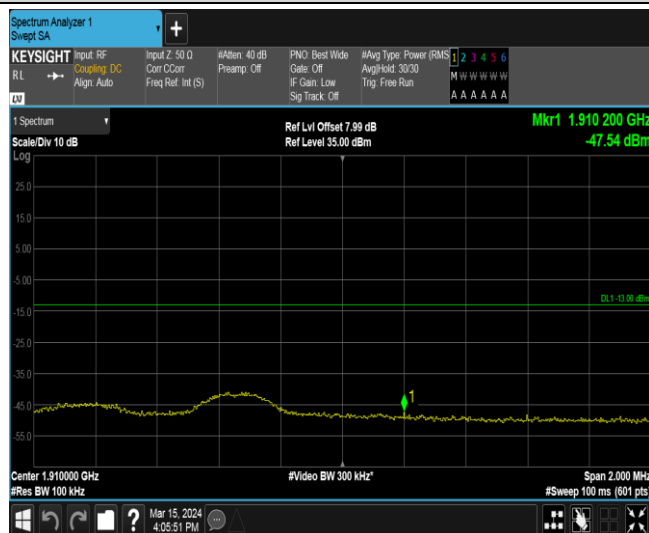 Spectrum Analyzer 1
Swept SA
+
KEYSIGHT
RL
LXI
Input: RF
Coupling: DC
Align: Auto
Input Z: 50 Ω
Corr CCorr
Freq Ref: Int (S)
#Atten: 40 dB
Preamp: Off
PNO: Best Wide
Gate: Off
IF Gain: Low
Sig Track: Off
#Avg Type: Power (RMS
Avg|Hold: 30/30
Trig: Free Run
1 2 3 4 5 6
M W W W W W
A A A A A A
1 Spectrum
Scale/Div 10 dB
Log
Ref Lvl Offset 7.99 dB
Ref Level 35.00 dBm
Mkr1 1.910 200 GHz
-47.54 dBm
25.0
15.0
5.00
-5.00
-15.0
-25.0
-35.0
-45.0
-55.0
DL1 -13.00 dBm
1
Center 1.910000 GHz
#Res BW 100 kHz
#Video BW 300 kHz*
Span 2.000 MHz
#Sweep 100 ms (601 pts)
?
Mar 15, 2024
4:05:51 PM